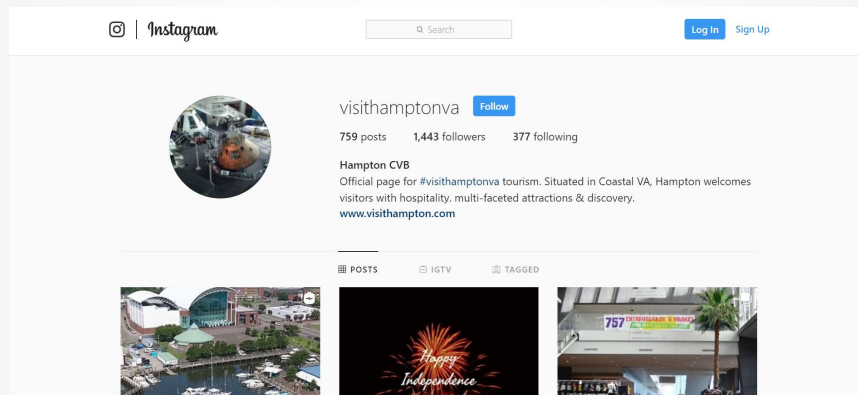 Instagram
Search
Log In
Sign Up
visithamptonva
Follow
759 posts 1,443 followers 377 following
Hampton CVB
Official page for #visithamptonva tourism. Situated in Coastal VA, Hampton welcomes
visitors with hospitality, multi-faceted attractions & discovery.
www.visithampton.com
POSTS
IGTV
TAGGED
Happy
Independence
757